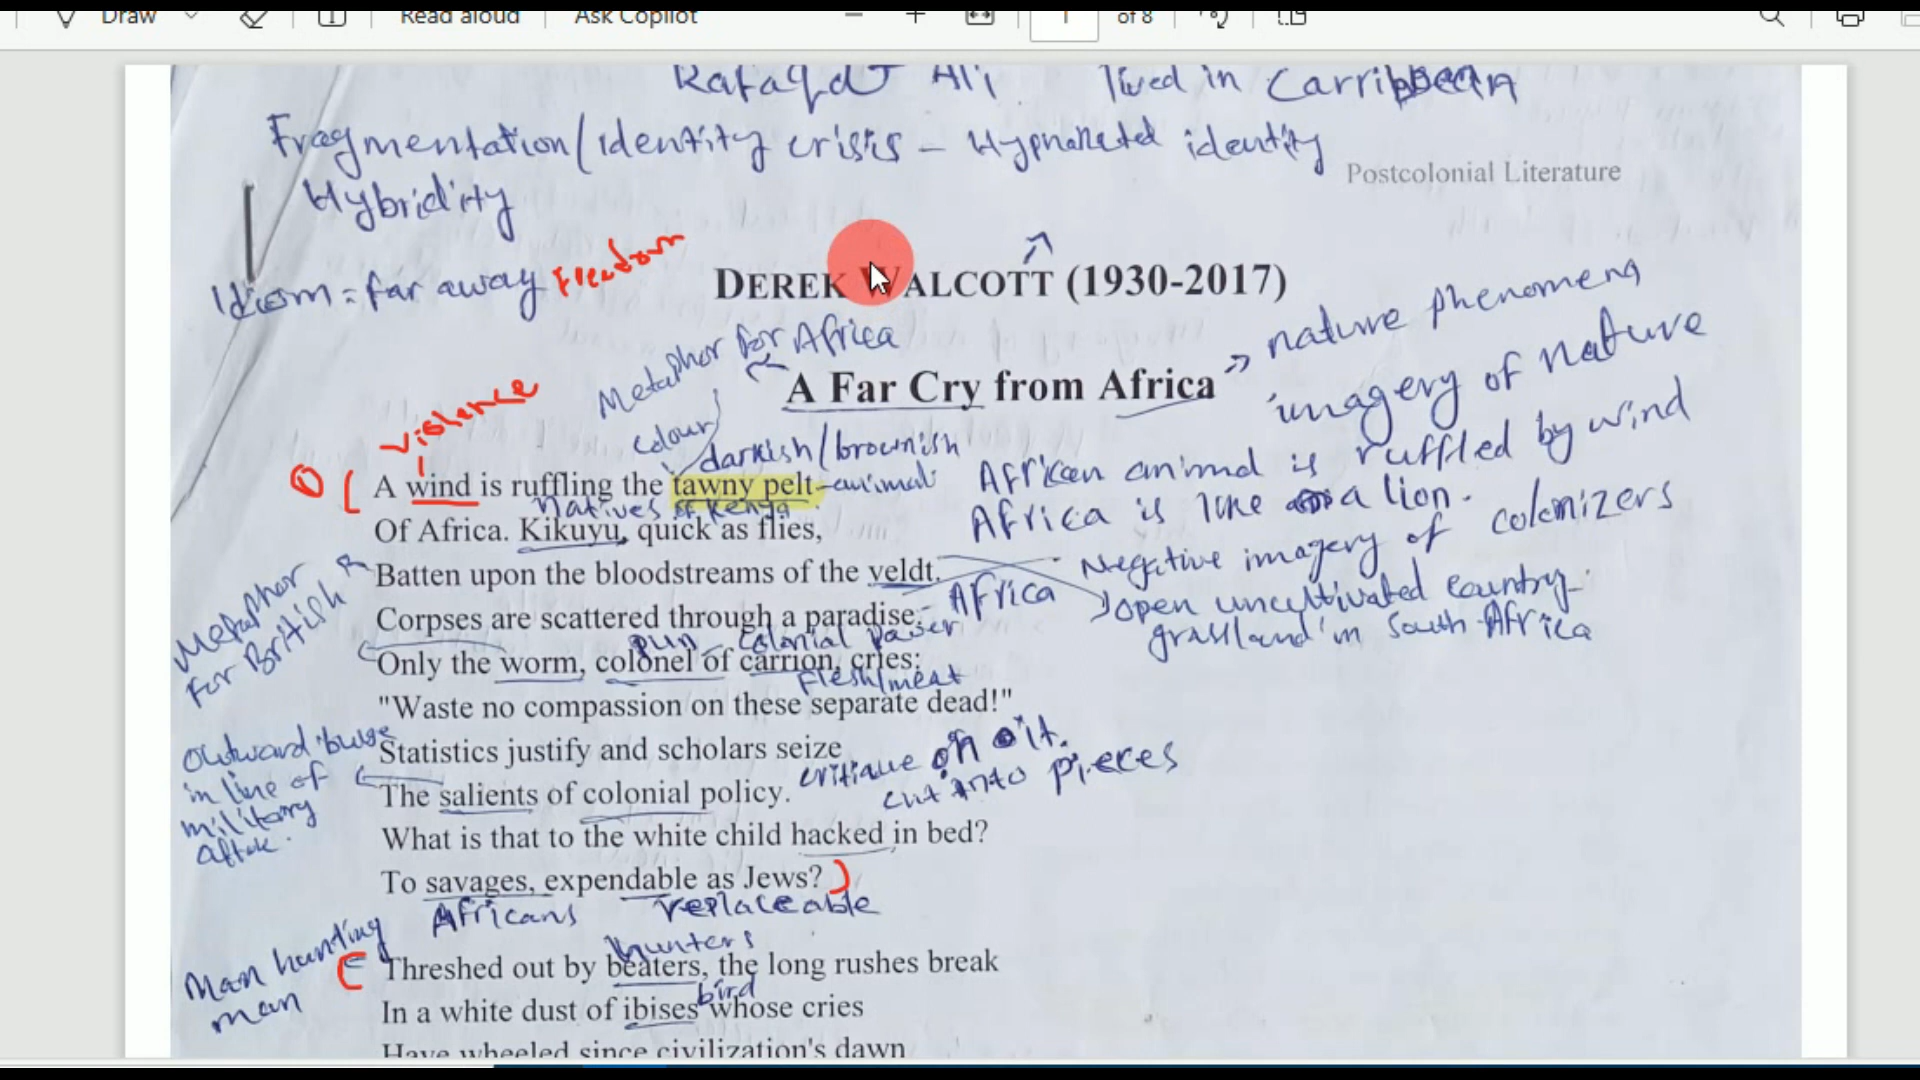 Draw
Read aloud
Ask Copilot
1 of 8
Rafaqat Ali lived in Carribbean
Fragmentation/identity crisis - Hyphenated identity
Postcolonial Literature
Hybridity
Idiom = far away Freedom
DEREK WALCOTT (1930-2017)
nature phenomena
Metaphor for Africa
A Far Cry from Africa
imagery of nature
violence
colour
darkish/brownish
African animal is ruffled by wind
① [ A wind is ruffling the tawny pelt - animal
natives of Kenya
Africa is like a lion.
Of Africa. Kikuyu, quick as flies,
Negative imagery of colonizers
Batten upon the bloodstreams of the veldt.
open uncultivated country
grassland in South Africa
Corpses are scattered through a paradise. - Africa
Metaphor for British
pun - colonial power
Only the worm, colonel of carrion, cries:
Flesh/meat
"Waste no compassion on these separate dead!"
Statistics justify and scholars seize
critique on it.
outward bulge
in line of
military
attak
The salients of colonial policy.
cut into pieces
What is that to the white child hacked in bed?
To savages, expendable as Jews?
Africans replaceable
Man hunting
man
hunters
Threshed out by beaters, the long rushes break
bird
In a white dust of ibises whose cries
Have wheeled since civilization's dawn